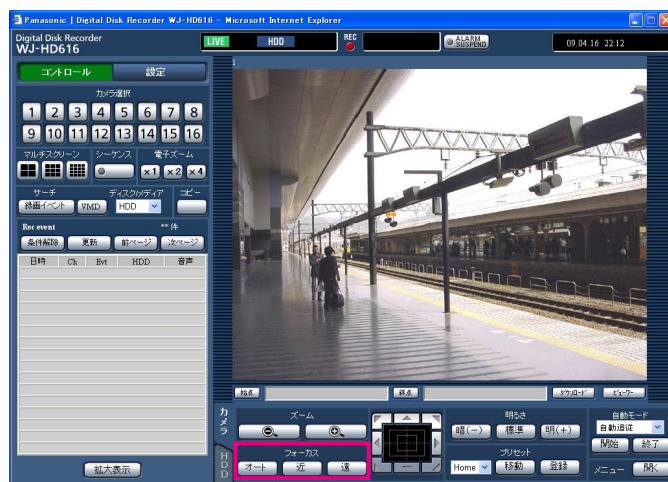 Panasonic | Digital Disk Recorder WJ-HD616 - Microsoft Internet Explorer
Digital Disk Recorder
WJ-HD616
LIVE
HDD
REC
ALARM
SUSPEND
09.04.16 22:12
コントロール
設定
カメラ選択
1 2 3 4 5 6 7 8
9 10 11 12 13 14 15 16
マルチスクリーン シーケンス 電子ズーム
×1 ×2 ×4
サーチ ディスク/メディア コピー
録画イベント VMD HDD
Rec event ** 件
条件解除 更新 前ページ 次ページ
日時 Ch Evt HDD 音声
拡大表示
始点 終点 ダウンロード ビューワー
カメラ
HDD
ズーム
フォーカス
オート 近 遠
明るさ
暗(-) 標準 明(+)
プリセット
Home 移動 登録
自動モード
自動追従
開始 終了
メニュー 開く